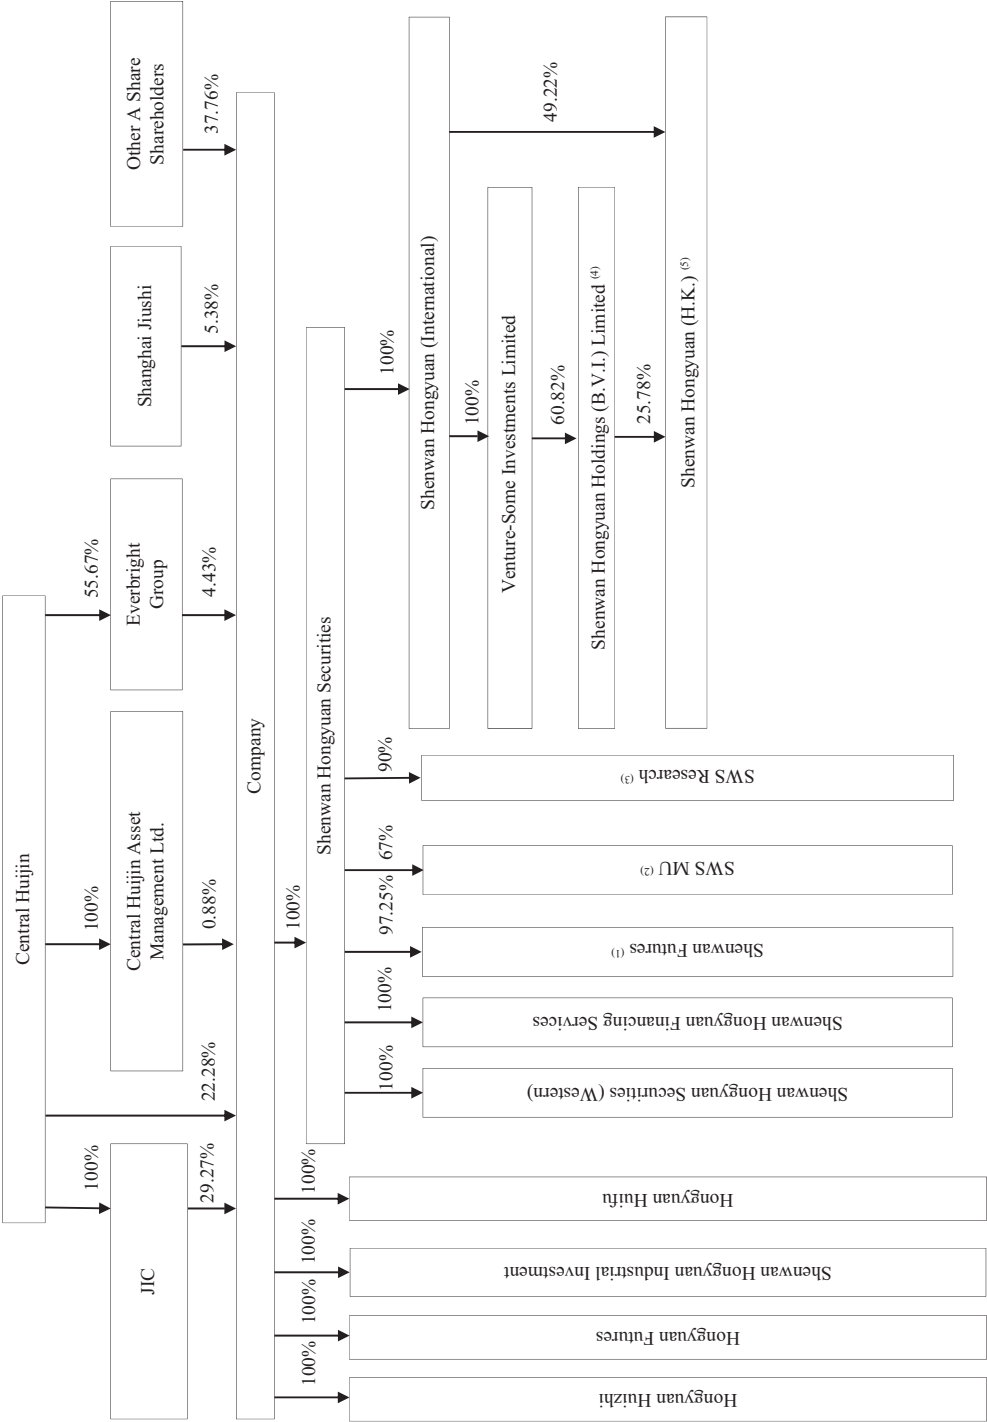 Central Huijin
100%
100%
55.67%
JIC
Central Huijin Asset
Management Ltd.
Everbright
Group
Shanghai Jiushi
Other A Share
Shareholders
29.27%
22.28%
0.88%
4.43%
5.38%
37.76%
Company
100%
100%
100%
100%
100%
Hongyuan Huizhi
Hongyuan Futures
Shenwan Hongyuan Industrial Investment
Hongyuan Huifu
Shenwan Hongyuan Securities
100%
100%
97.25%
67%
90%
100%
Shenwan Hongyuan Securities (Western)
Shenwan Hongyuan Financing Services
Shenwan Futures (1)
SWS MU (2)
SWS Research (3)
Shenwan Hongyuan (International)
100%
49.22%
Venture-Some Investments Limited
60.82%
Shenwan Hongyuan Holdings (B.V.I.) Limited (4)
25.78%
Shenwan Hongyuan (H.K.) (5)